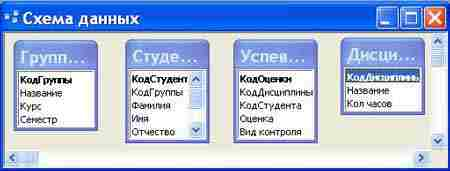 Схема данных
Групп...
КодГруппы
Название
Курс
Семестр
Студе...
КодСтудент
КодГруппы
Фамилия
Имя
Отчество
Успев...
КодОценки
КодДисциплины
КодСтудента
Оценка
Вид контроля
Дисци...
КодДисциплинь
Название
Кол часов